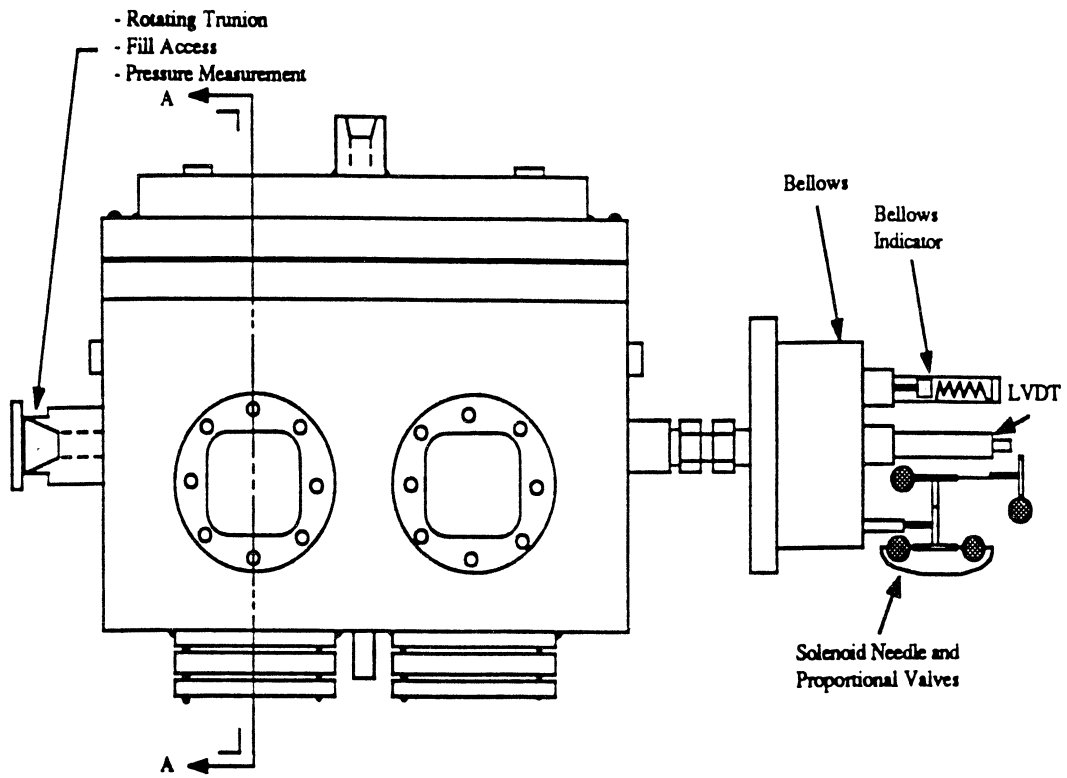 - Rotating Trunion
- Fill Access
- Pressure Measurement
A
Bellows
Bellows
Indicator
LVDT
Solenoid Needle and
Proportional Valves
A